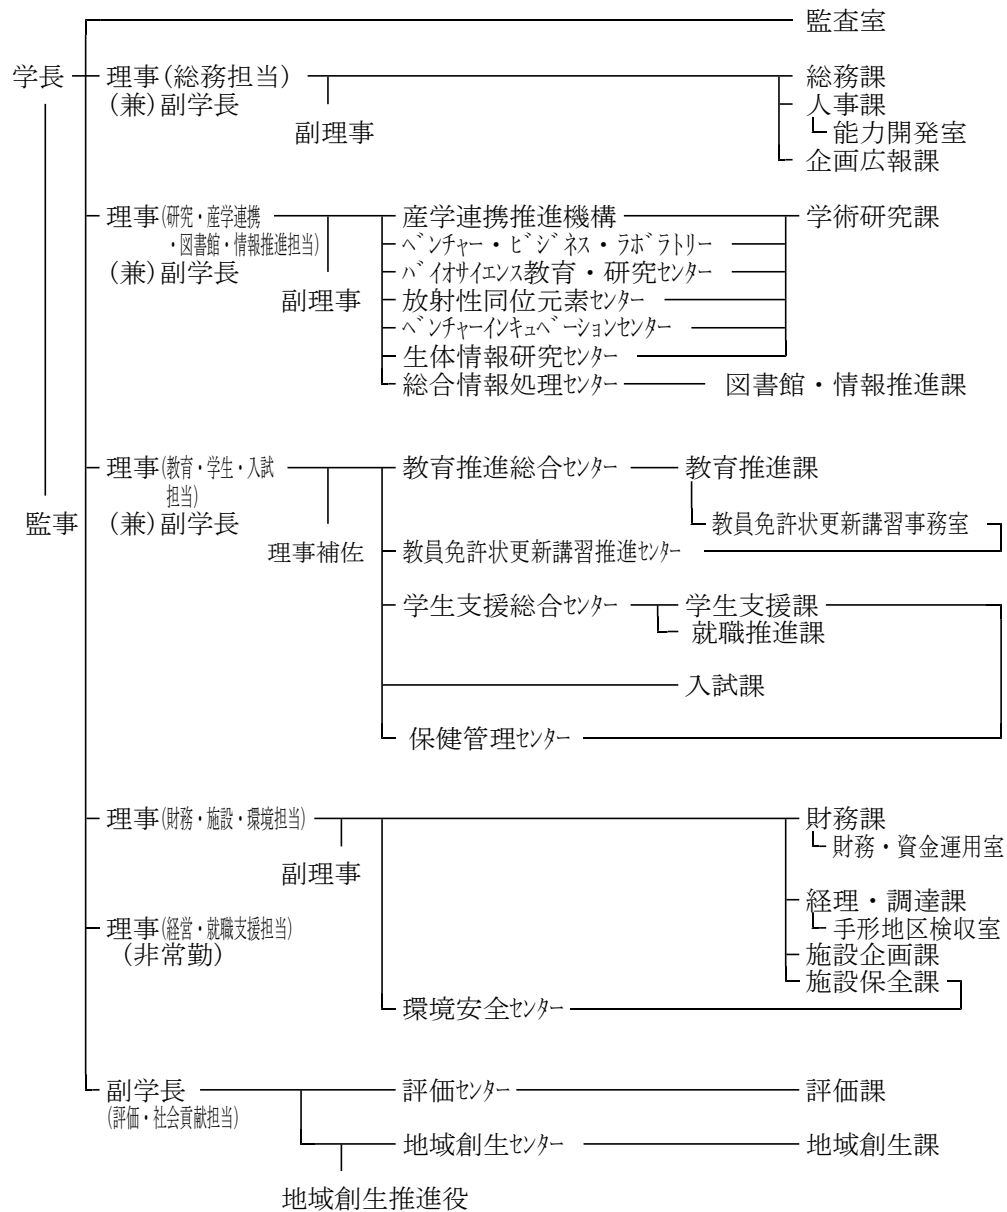 監査室
学長 理事(総務担当) 総務課
(兼)副学長 人事課
副理事 能力開発室
企画広報課
理事(研究・産学連携 産学連携推進機構 学術研究課
・図書館・情報推進担当) ベンチャー・ビジネス・ラボラトリー
(兼)副学長 バイオサイエンス教育・研究センター
副理事 放射性同位元素センター
ベンチャーインキュベーションセンター
生体情報研究センター
総合情報処理センター 図書館・情報推進課
理事(教育・学生・入試 教育推進総合センター 教育推進課
担当)
監事 (兼)副学長 教員免許状更新講習事務室
理事補佐 教員免許状更新講習推進センター
学生支援総合センター 学生支援課
就職推進課
入試課
保健管理センター
理事(財務・施設・環境担当) 財務課
財務・資金運用室
副理事
経理・調達課
理事(経営・就職支援担当) 手形地区検収室
(非常勤) 施設企画課
施設保全課
環境安全センター
副学長 評価センター 評価課
(評価・社会貢献担当)
地域創生センター 地域創生課
地域創生推進役